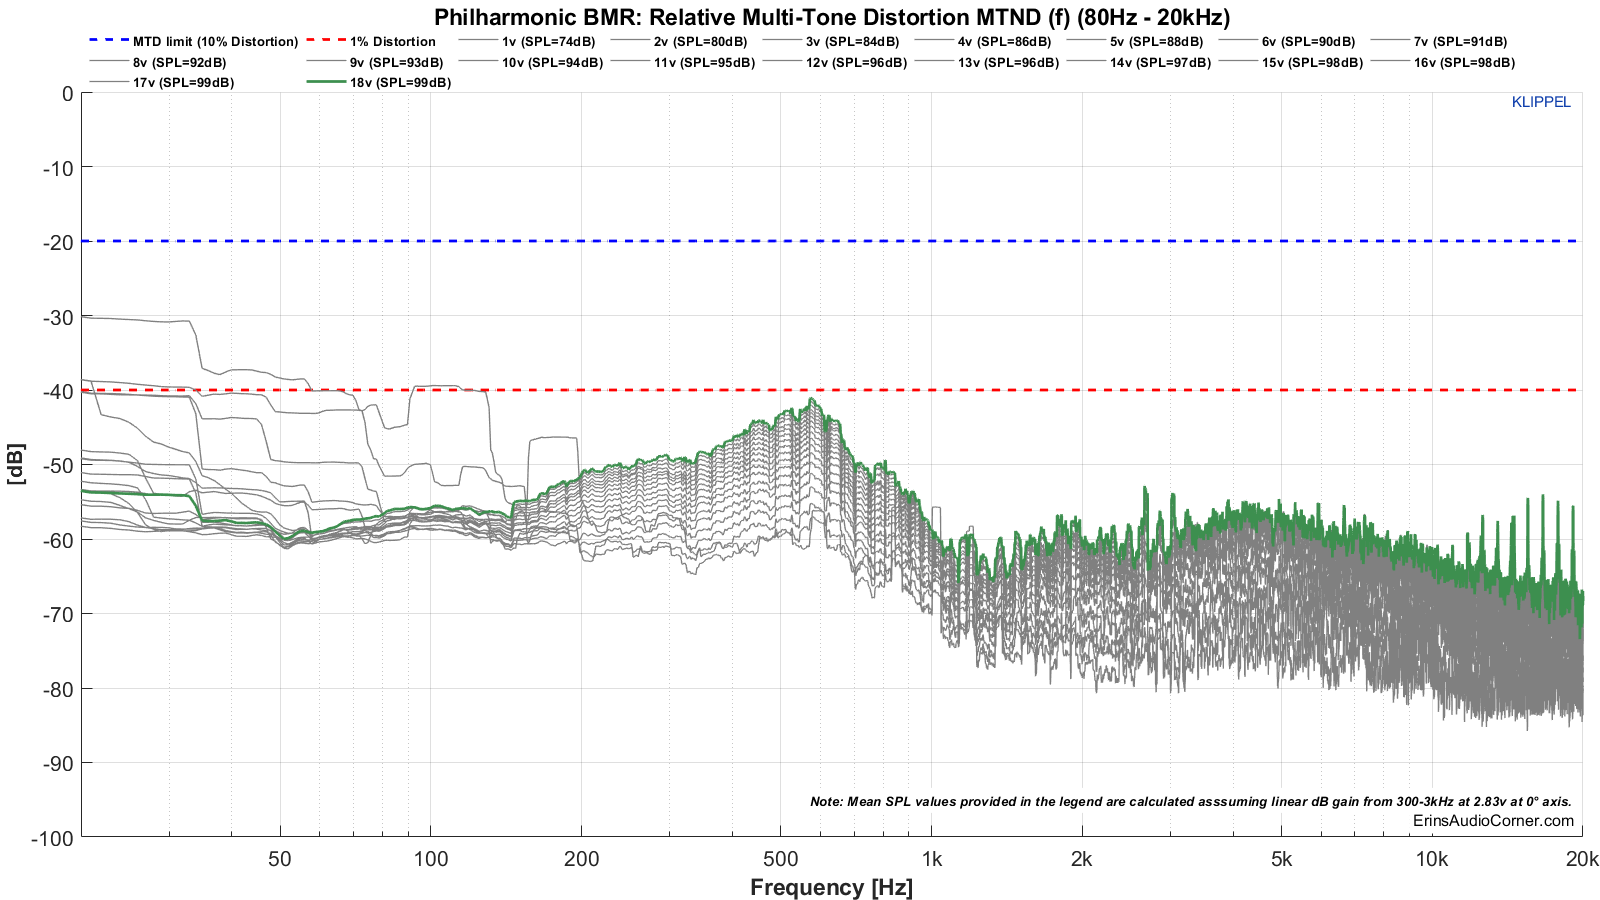 Philharmonic BMR: Relative Multi-Tone Distortion MTND (f) (80Hz - 20kHz)
MTD limit (10% Distortion) 1% Distortion 1v (SPL=74dB) 2v (SPL=80dB) 3v (SPL=84dB) 4v (SPL=86dB) 5v (SPL=88dB) 6v (SPL=90dB) 7v (SPL=91dB)
8v (SPL=92dB) 9v (SPL=93dB) 10v (SPL=94dB) 11v (SPL=95dB) 12v (SPL=96dB) 13v (SPL=96dB) 14v (SPL=97dB) 15v (SPL=98dB) 16v (SPL=98dB)
17v (SPL=99dB) 18v (SPL=99dB)
KLIPPEL
0
-10
-20
-30
-40
-50
-60
-70
-80
-90
-100
[dB]
Note: Mean SPL values provided in the legend are calculated asssuming linear dB gain from 300-3kHz at 2.83v at 0° axis.
ErinsAudioCorner.com
50 100 200 500 1k 2k 5k 10k 20k
Frequency [Hz]